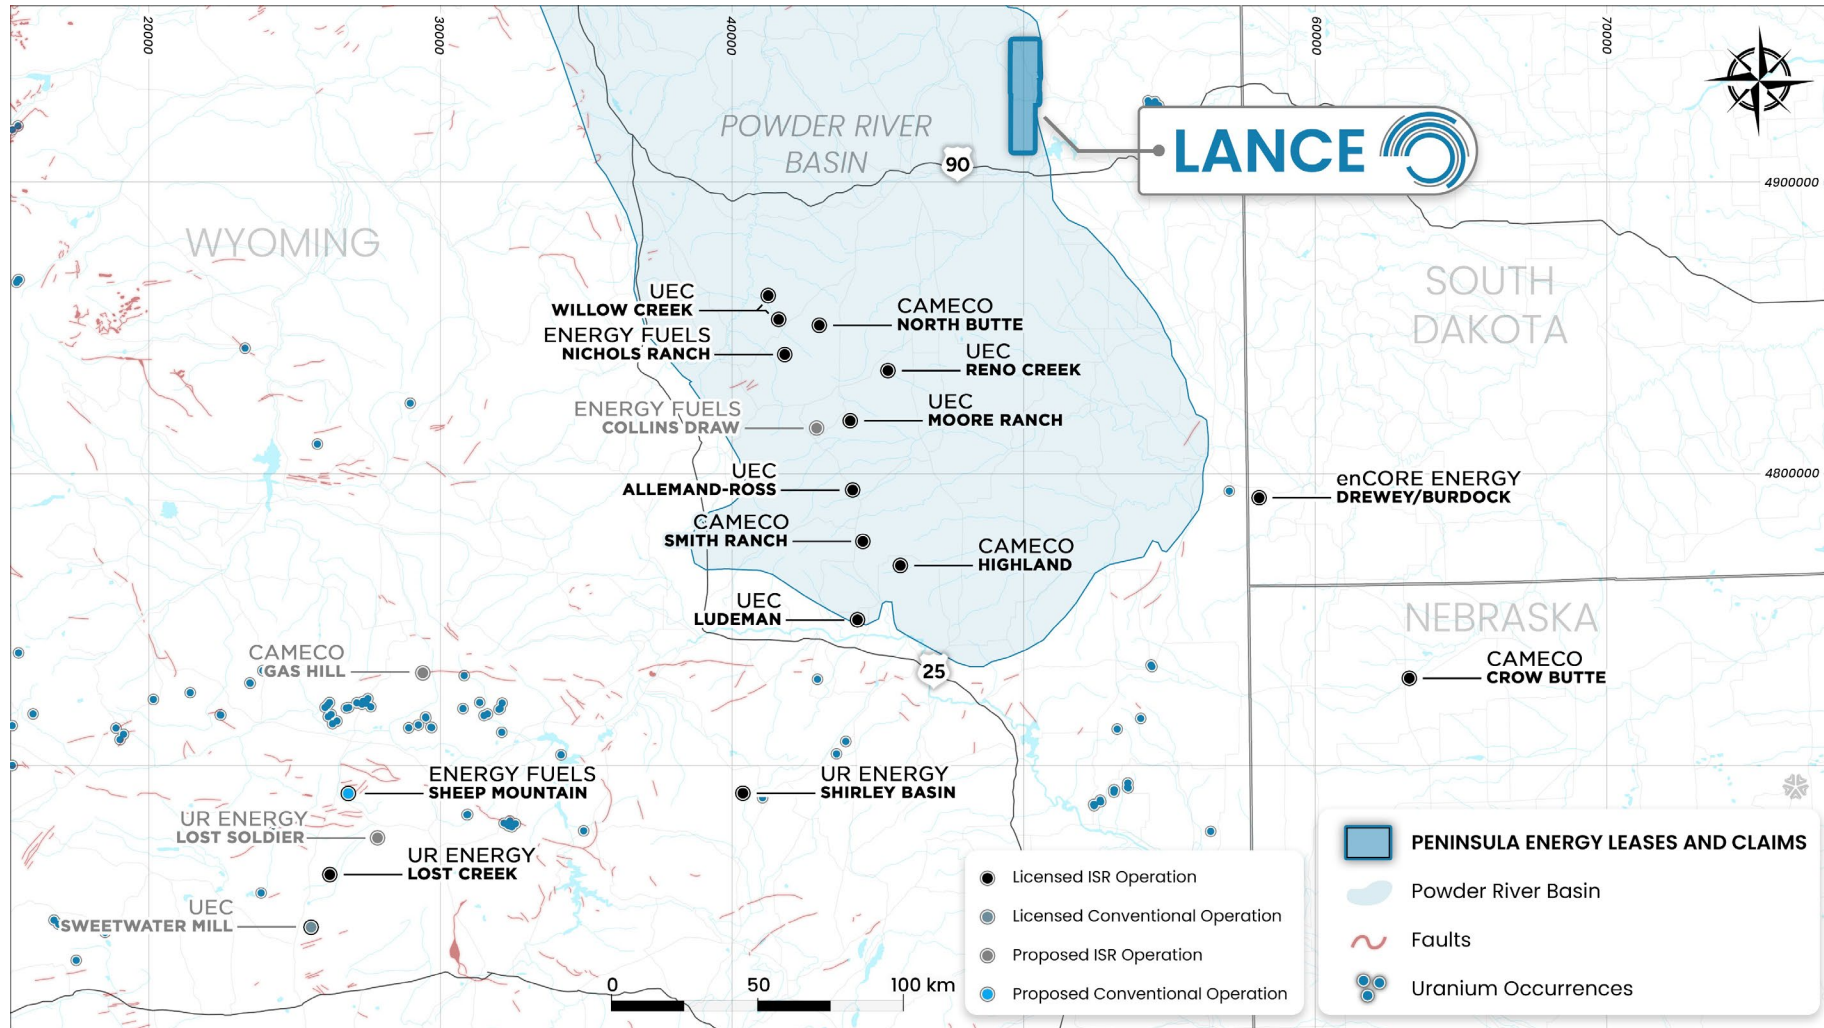 200000
300000
400000
600000
700000
POWDER RIVER
BASIN
90
LANCE
4900000
WYOMING
SOUTH
DAKOTA
UEC
WILLOW CREEK
CAMECO
NORTH BUTTE
ENERGY FUELS
NICHOLS RANCH
UEC
RENO CREEK
ENERGY FUELS
COLLINS DRAW
UEC
MOORE RANCH
4800000
UEC
ALLEMAND-ROSS
enCORE ENERGY
DREWEY/BURDOCK
CAMECO
SMITH RANCH
CAMECO
HIGHLAND
UEC
LUDEMAN
NEBRASKA
CAMECO
GAS HILL
25
CAMECO
CROW BUTTE
ENERGY FUELS
SHEEP MOUNTAIN
UR ENERGY
SHIRLEY BASIN
UR ENERGY
LOST SOLDIER
UR ENERGY
LOST CREEK
UEC
SWEETWATER MILL
0 50 100 km
Licensed ISR Operation
Licensed Conventional Operation
Proposed ISR Operation
Proposed Conventional Operation
PENINSULA ENERGY LEASES AND CLAIMS
Powder River Basin
Faults
Uranium Occurrences